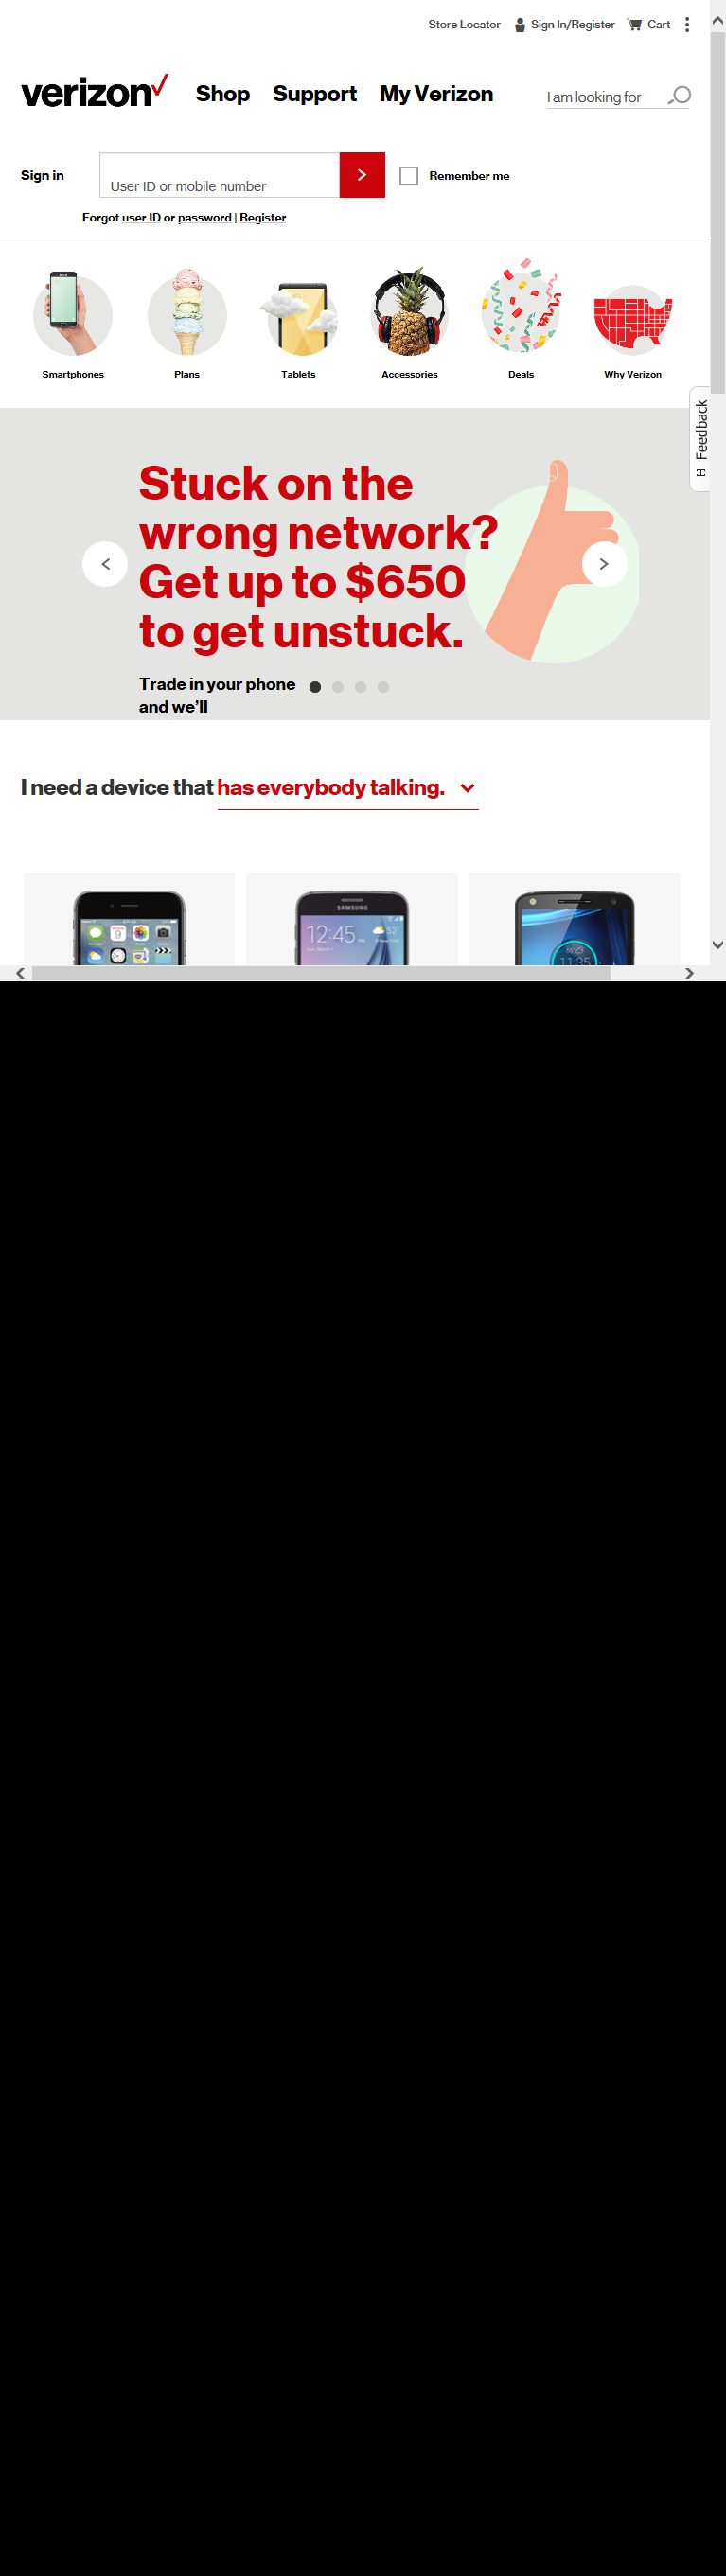 Store Locator Sign In/Register Cart
verizon Shop Support My Verizon I am looking for
Sign in User ID or mobile number Remember me
Forgot user ID or password | Register
Smartphones Plans Tablets Accessories Deals Why Verizon
Feedback
Stuck on the
wrong network?
Get up to $650
to get unstuck.
Trade in your phone
and we'll
I need a device that has everybody talking.
SAMSUNG
12:45 52°
11:35